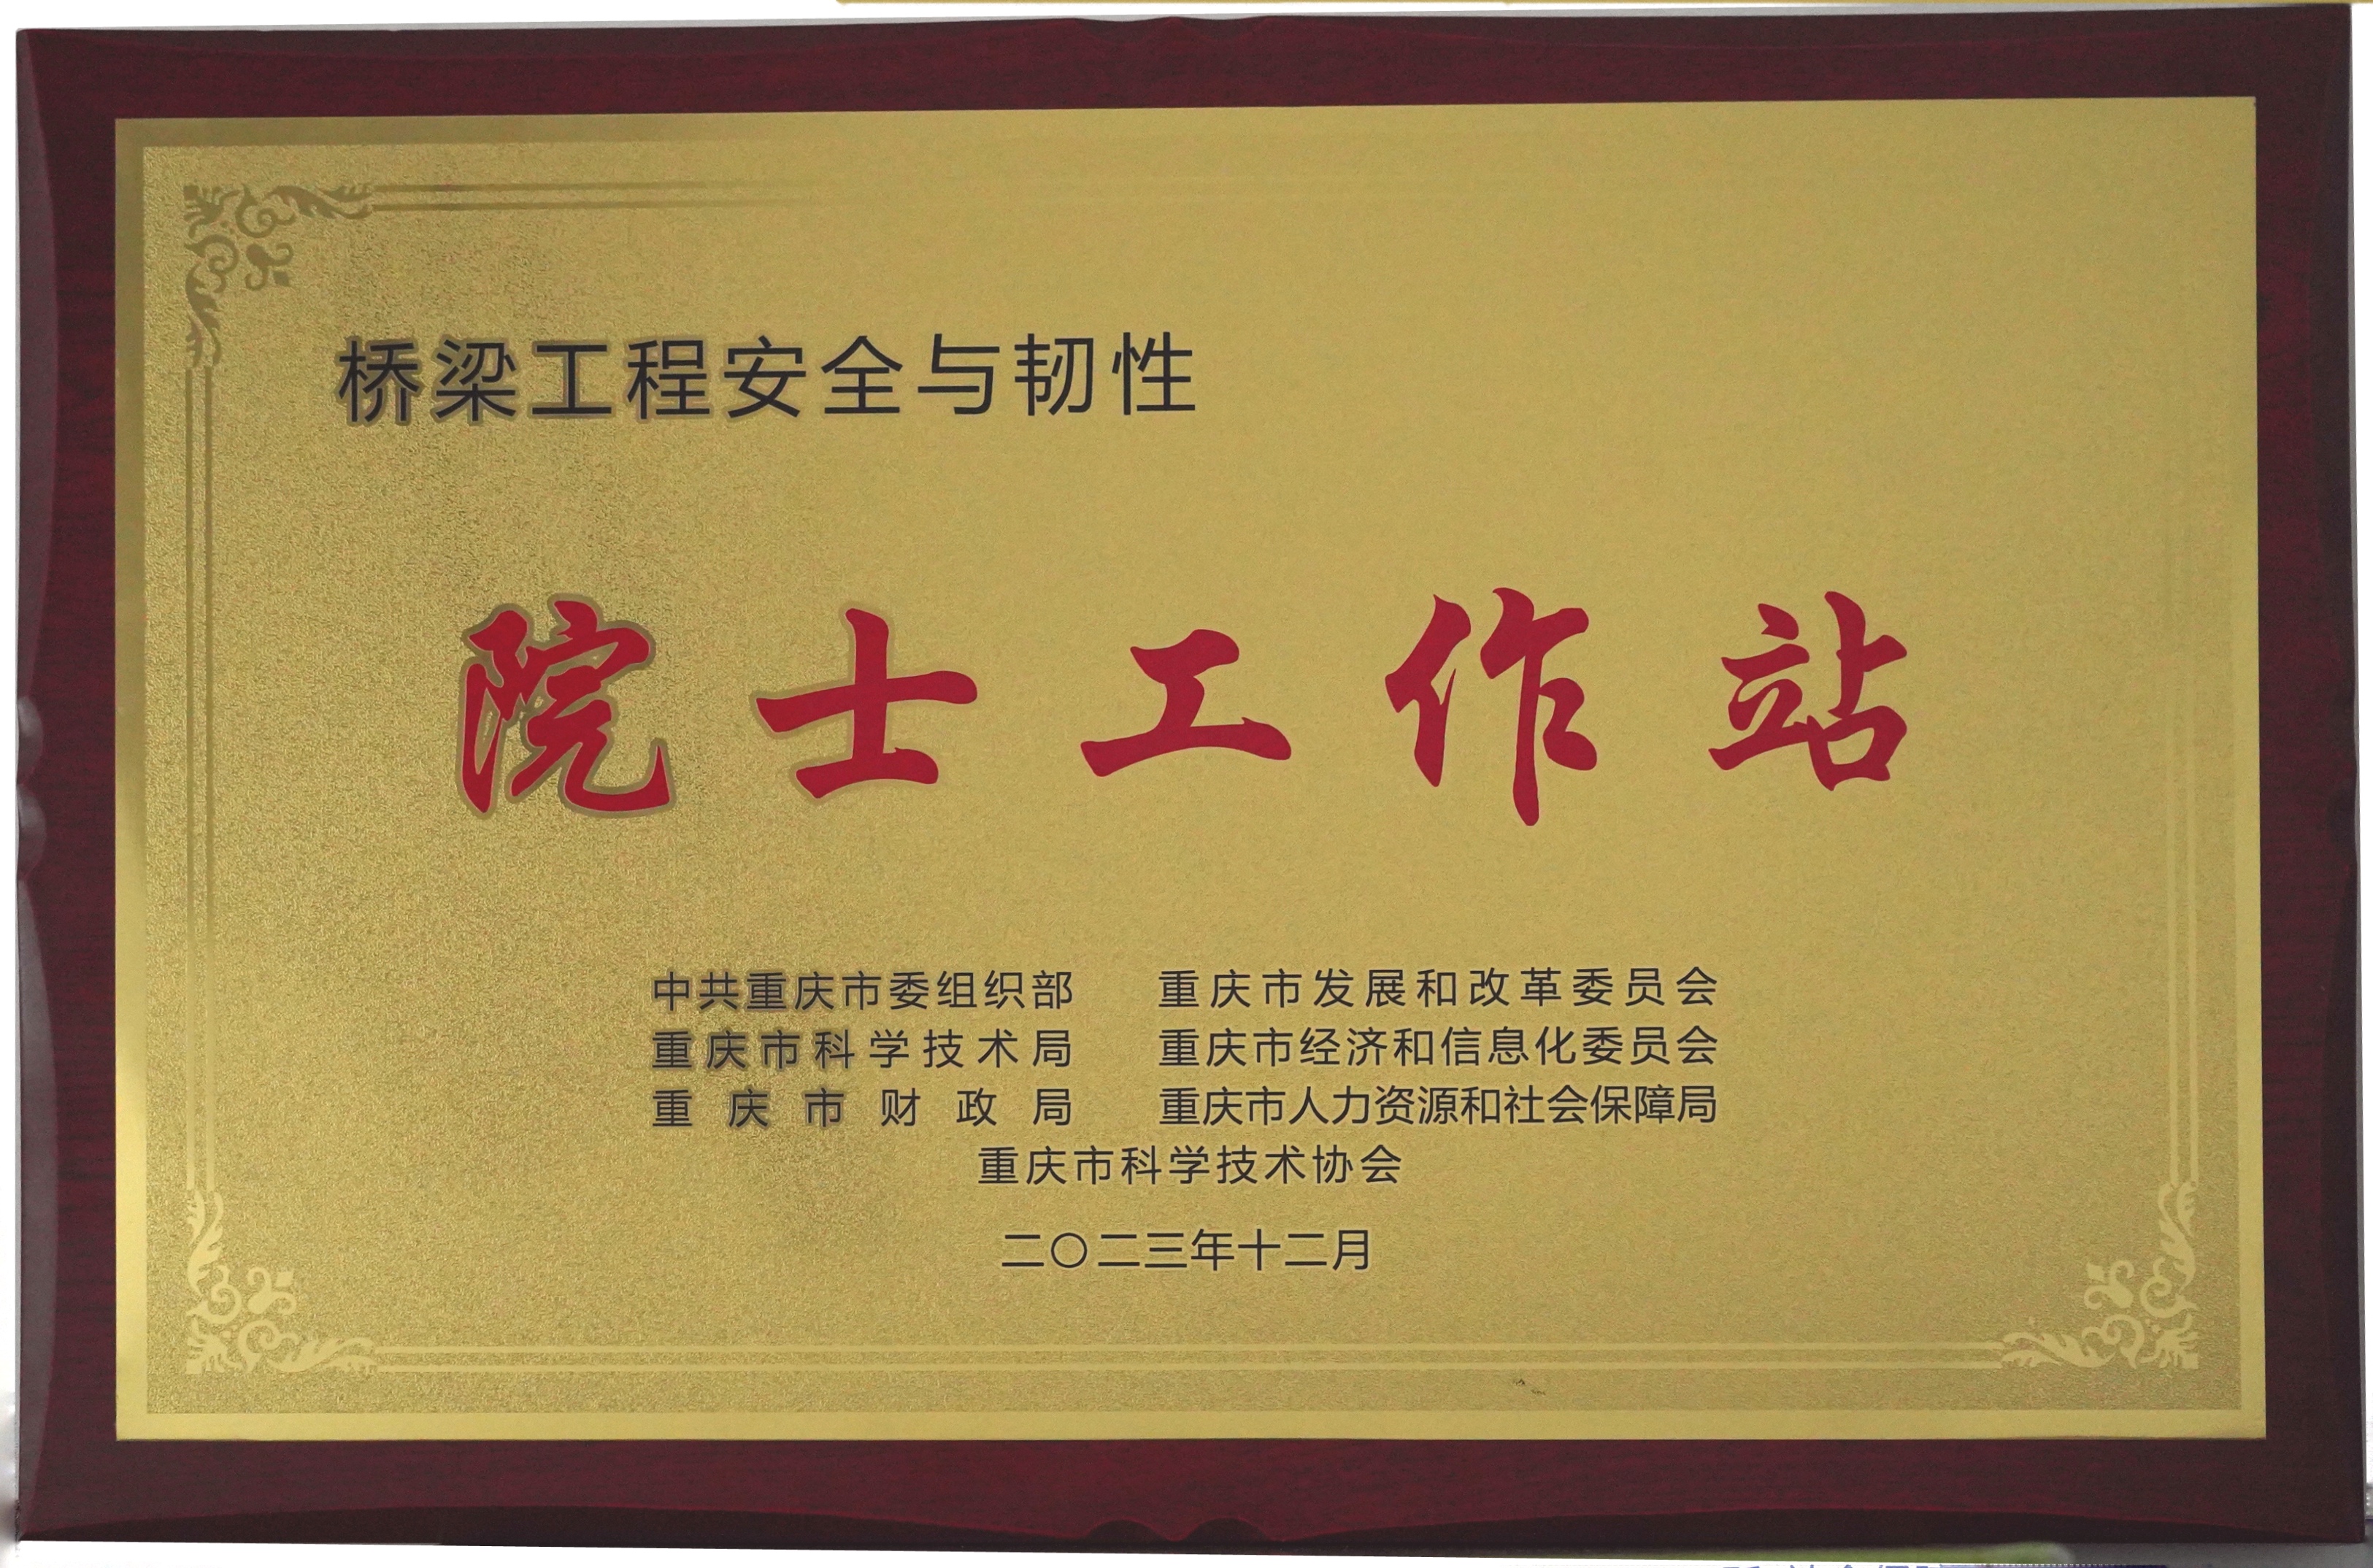 桥梁工程安全与韧性
院士工作站
中共重庆市委组织部 重庆市发展和改革委员会
重庆市科学技术局 重庆市经济和信息化委员会
重庆市财政局 重庆市人力资源和社会保障局
重庆市科学技术协会
二〇二三年十二月